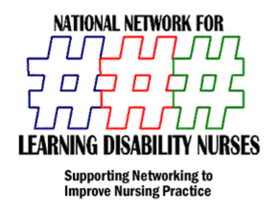 NATIONAL NETWORK FOR
###
LEARNING DISABILITY NURSES
Supporting Networking to
Improve Nursing Practice